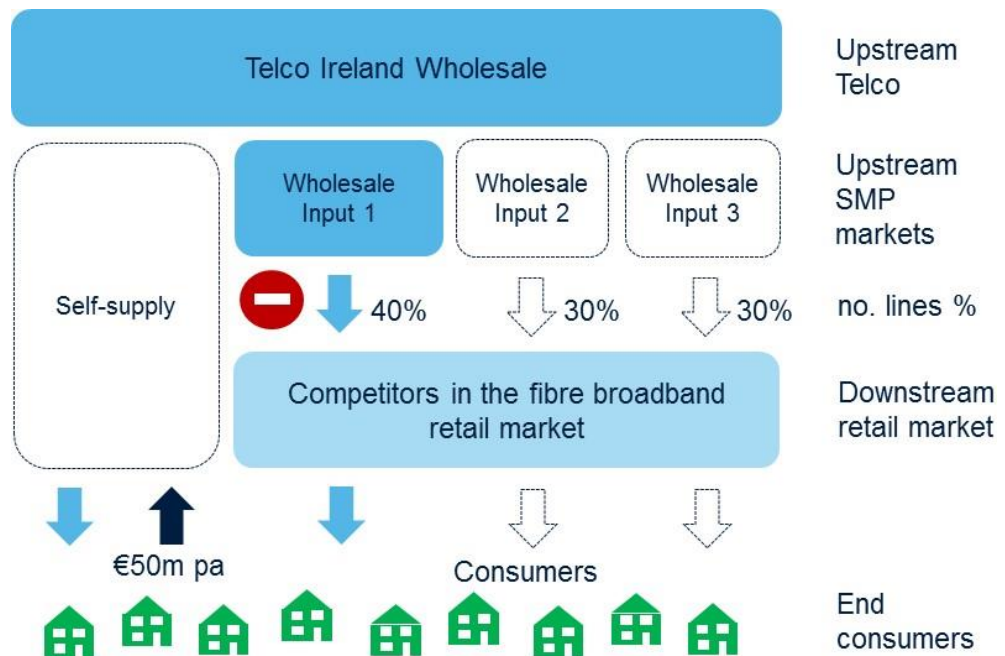 Telco Ireland Wholesale
Upstream
Telco
Wholesale
Input 1
Wholesale
Input 2
Wholesale
Input 3
Upstream
SMP
markets
Self-supply
40%
30%
30%
no. lines %
Competitors in the fibre broadband
retail market
Downstream
retail market
€50m pa
Consumers
End
consumers